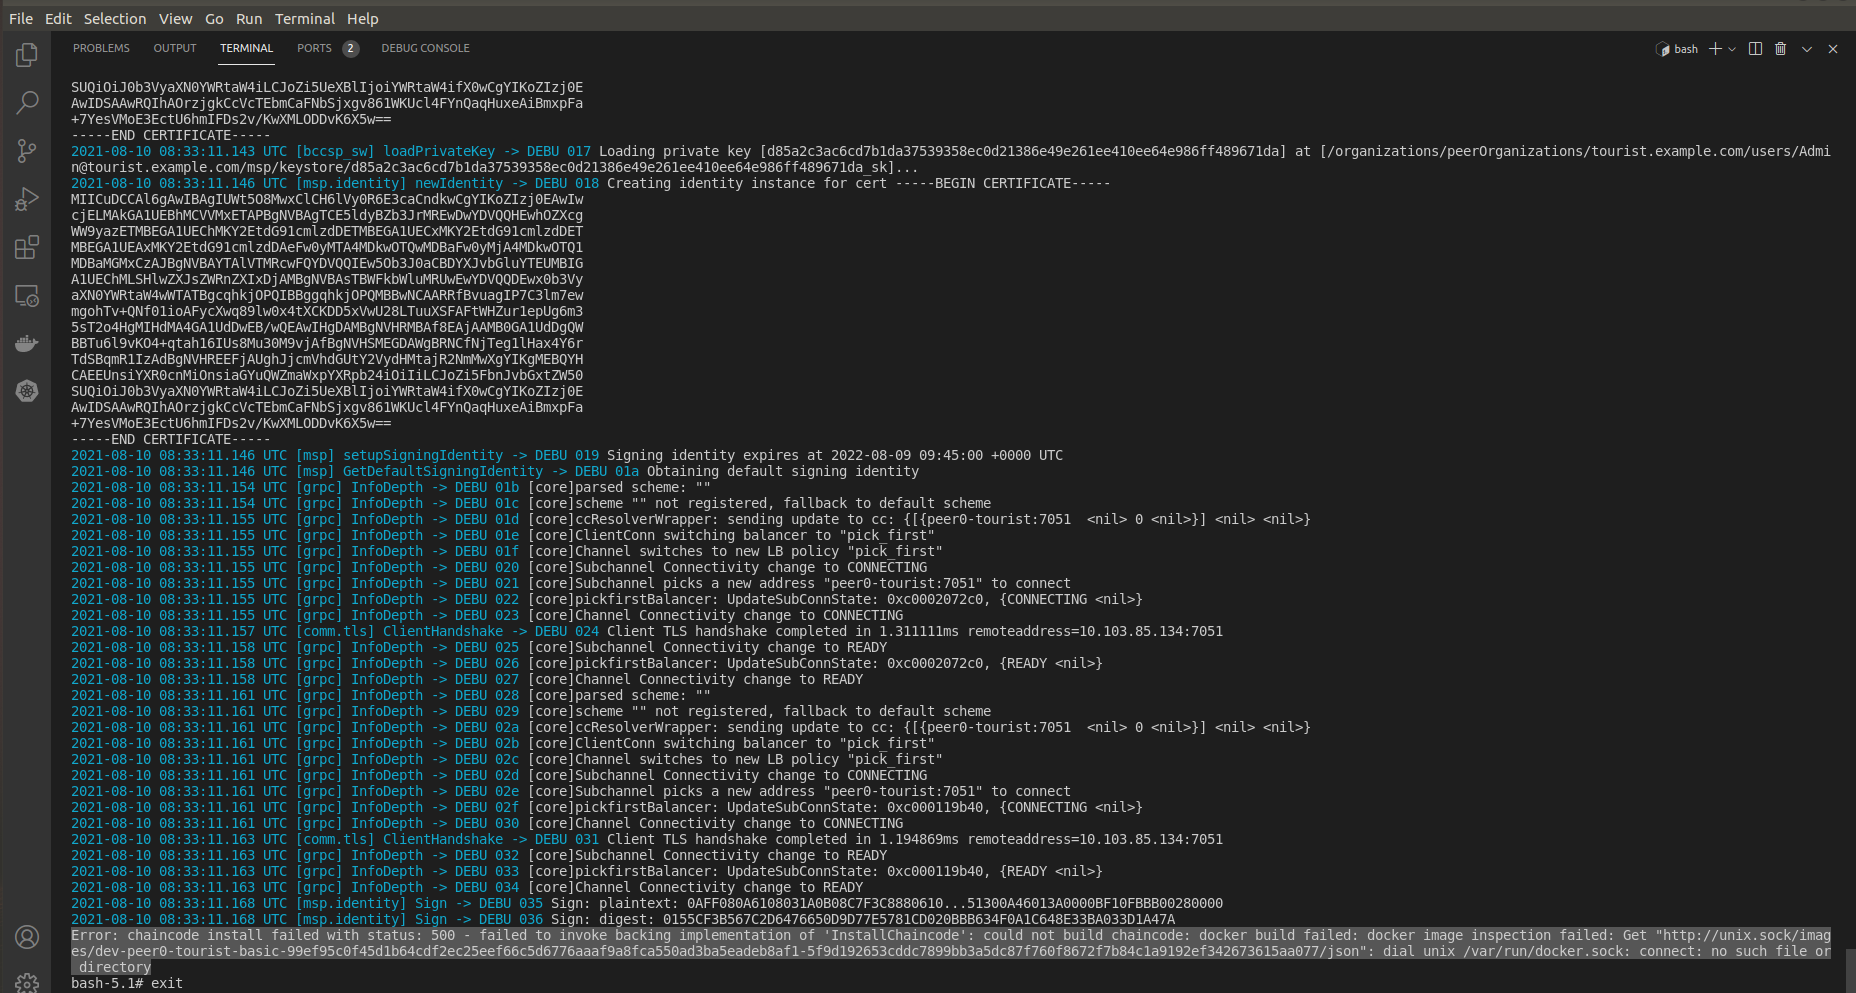 File Edit Selection View Go Run Terminal Help
PROBLEMS OUTPUT TERMINAL PORTS 2 DEBUG CONSOLE bash
SUQiOiJ0b3VyaXN0YWRtaW4iLCJoZi5UeXBlIjoiYWRtaW4ifX0wCgYIKoZIzj0E
AwIDSAAwRQIhAOrzjgkCcVcTEbmCaFNbSjxgv861WKUcl4FYnQaqHuxeAiBmxpFa
+7YesVMoE3EctU6hmIFDs2v/KwXMLODDvK6X5w==
-----END CERTIFICATE-----
2021-08-10 08:33:11.143 UTC [bccsp_sw] loadPrivateKey -> DEBU 017 Loading private key [d85a2c3ac6cd7b1da37539358ec0d21386e49e261ee410ee64e986ff489671da] at [/organizations/peerOrganizations/tourist.example.com/users/Admi
n@tourist.example.com/msp/keystore/d85a2c3ac6cd7b1da37539358ec0d21386e49e261ee410ee64e986ff489671da_sk]...
2021-08-10 08:33:11.146 UTC [msp.identity] newIdentity -> DEBU 018 Creating identity instance for cert -----BEGIN CERTIFICATE-----
MIICuDCCAl6gAwIBAgIUWt5O8MwxClCH6lVy0R6E3caCndkwCgYIKoZIzj0EAwIw
cjELMAkGA1UEBhMCVVMxETAPBgNVBAgTCE5ldyBZb3JrMREwDwYDVQQHEwhOZXcg
WW9yazETMBEGA1UEChMKY2EtdG91cmlzdDETMBEGA1UECxMKY2EtdG91cmlzdDET
MBEGA1UEAxMKY2EtdG91cmlzdDAeFw0yMTA4MDkwOTQwMDBaFw0yMjA4MDkwOTQ1
MDBaMGMxCzAJBgNVBAYTAlVTMRcwFQYDVQQIEw5Ob3J0aCBDYXJvbGluYTEUMBIG
A1UEChMLSHlwZXJsZWRnZXIxDjAMBgNVBAsTBWFkbWluMRUwEwYDVQQDEwx0b3Vy
aXN0YWRtaW4wWTATBgcqhkjOPQIBBggqhkjOPQMBBwNCAARRfBvuagIP7C3lm7ew
mgohTv+QNf01ioAFycXwq89lw0x4tXCKDD5xVwU28LTuuXSFAFtWHZur1epUg6m3
5sT2o4HgMIHdMA4GA1UdDwEB/wQEAwIHgDAMBgNVHRMBAf8EAjAAMB0GA1UdDgQW
BBTu6l9vKO4+qtah16IUs8Mu30M9vjAfBgNVHSMEGDAWgBRNCfNjTeg1lHax4Y6r
TdSBqmR1IzAdBgNVHREEFjAUghJjcmVhdGUtY2VydHMtajR2NmMwXgYIKgMEBQYH
CAEEUnsiYXR0cnMiOnsiaGYuQWZmaWxpYXRpb24iOiIiLCJoZi5FbnJvbGxtZW50
SUQiOiJ0b3VyaXN0YWRtaW4iLCJoZi5UeXBlIjoiYWRtaW4ifX0wCgYIKoZIzj0E
AwIDSAAwRQIhAOrzjgkCcVcTEbmCaFNbSjxgv861WKUcl4FYnQaqHuxeAiBmxpFa
+7YesVMoE3EctU6hmIFDs2v/KwXMLODDvK6X5w==
-----END CERTIFICATE-----
2021-08-10 08:33:11.146 UTC [msp] setupSigningIdentity -> DEBU 019 Signing identity expires at 2022-08-09 09:45:00 +0000 UTC
2021-08-10 08:33:11.146 UTC [msp] GetDefaultSigningIdentity -> DEBU 01a Obtaining default signing identity
2021-08-10 08:33:11.154 UTC [grpc] InfoDepth -> DEBU 01b [core]parsed scheme: ""
2021-08-10 08:33:11.154 UTC [grpc] InfoDepth -> DEBU 01c [core]scheme "" not registered, fallback to default scheme
2021-08-10 08:33:11.155 UTC [grpc] InfoDepth -> DEBU 01d [core]ccResolverWrapper: sending update to cc: {[{peer0-tourist:7051  <nil> 0 <nil>}] <nil> <nil>}
2021-08-10 08:33:11.155 UTC [grpc] InfoDepth -> DEBU 01e [core]ClientConn switching balancer to "pick_first"
2021-08-10 08:33:11.155 UTC [grpc] InfoDepth -> DEBU 01f [core]Channel switches to new LB policy "pick_first"
2021-08-10 08:33:11.155 UTC [grpc] InfoDepth -> DEBU 020 [core]Subchannel Connectivity change to CONNECTING
2021-08-10 08:33:11.155 UTC [grpc] InfoDepth -> DEBU 021 [core]Subchannel picks a new address "peer0-tourist:7051" to connect
2021-08-10 08:33:11.155 UTC [grpc] InfoDepth -> DEBU 022 [core]pickfirstBalancer: UpdateSubConnState: 0xc0002072c0, {CONNECTING <nil>}
2021-08-10 08:33:11.155 UTC [grpc] InfoDepth -> DEBU 023 [core]Channel Connectivity change to CONNECTING
2021-08-10 08:33:11.157 UTC [comm.tls] ClientHandshake -> DEBU 024 Client TLS handshake completed in 1.311111ms remoteaddress=10.103.85.134:7051
2021-08-10 08:33:11.158 UTC [grpc] InfoDepth -> DEBU 025 [core]Subchannel Connectivity change to READY
2021-08-10 08:33:11.158 UTC [grpc] InfoDepth -> DEBU 026 [core]pickfirstBalancer: UpdateSubConnState: 0xc0002072c0, {READY <nil>}
2021-08-10 08:33:11.158 UTC [grpc] InfoDepth -> DEBU 027 [core]Channel Connectivity change to READY
2021-08-10 08:33:11.161 UTC [grpc] InfoDepth -> DEBU 028 [core]parsed scheme: ""
2021-08-10 08:33:11.161 UTC [grpc] InfoDepth -> DEBU 029 [core]scheme "" not registered, fallback to default scheme
2021-08-10 08:33:11.161 UTC [grpc] InfoDepth -> DEBU 02a [core]ccResolverWrapper: sending update to cc: {[{peer0-tourist:7051  <nil> 0 <nil>}] <nil> <nil>}
2021-08-10 08:33:11.161 UTC [grpc] InfoDepth -> DEBU 02b [core]ClientConn switching balancer to "pick_first"
2021-08-10 08:33:11.161 UTC [grpc] InfoDepth -> DEBU 02c [core]Channel switches to new LB policy "pick_first"
2021-08-10 08:33:11.161 UTC [grpc] InfoDepth -> DEBU 02d [core]Subchannel Connectivity change to CONNECTING
2021-08-10 08:33:11.161 UTC [grpc] InfoDepth -> DEBU 02e [core]Subchannel picks a new address "peer0-tourist:7051" to connect
2021-08-10 08:33:11.161 UTC [grpc] InfoDepth -> DEBU 02f [core]pickfirstBalancer: UpdateSubConnState: 0xc000119b40, {CONNECTING <nil>}
2021-08-10 08:33:11.161 UTC [grpc] InfoDepth -> DEBU 030 [core]Channel Connectivity change to CONNECTING
2021-08-10 08:33:11.163 UTC [comm.tls] ClientHandshake -> DEBU 031 Client TLS handshake completed in 1.194869ms remoteaddress=10.103.85.134:7051
2021-08-10 08:33:11.163 UTC [grpc] InfoDepth -> DEBU 032 [core]Subchannel Connectivity change to READY
2021-08-10 08:33:11.163 UTC [grpc] InfoDepth -> DEBU 033 [core]pickfirstBalancer: UpdateSubConnState: 0xc000119b40, {READY <nil>}
2021-08-10 08:33:11.163 UTC [grpc] InfoDepth -> DEBU 034 [core]Channel Connectivity change to READY
2021-08-10 08:33:11.168 UTC [msp.identity] Sign -> DEBU 035 Sign: plaintext: 0AFF080A6108031A0B08C7F3C8880610...51300A46013A0000BF10FBBB00280000
2021-08-10 08:33:11.168 UTC [msp.identity] Sign -> DEBU 036 Sign: digest: 0155CF3B567C2D6476650D9D77E5781CD020BBB634F0A1C648E33BA033D1A47A
Error: chaincode install failed with status: 500 - failed to invoke backing implementation of 'InstallChaincode': could not build chaincode: docker build failed: docker image inspection failed: Get "http://unix.sock/imag
es/dev-peer0-tourist-basic-99ef95c0f45d1b64cdf2ec25eef66c5d6776aaaf9a8fca550ad3ba5eadeb8af1-5f9d192653cddc7899bb3a5dc87f760f8672f7b84c1a9192ef342673615aa077/json": dial unix /var/run/docker.sock: connect: no such file or
directory
bash-5.1# exit